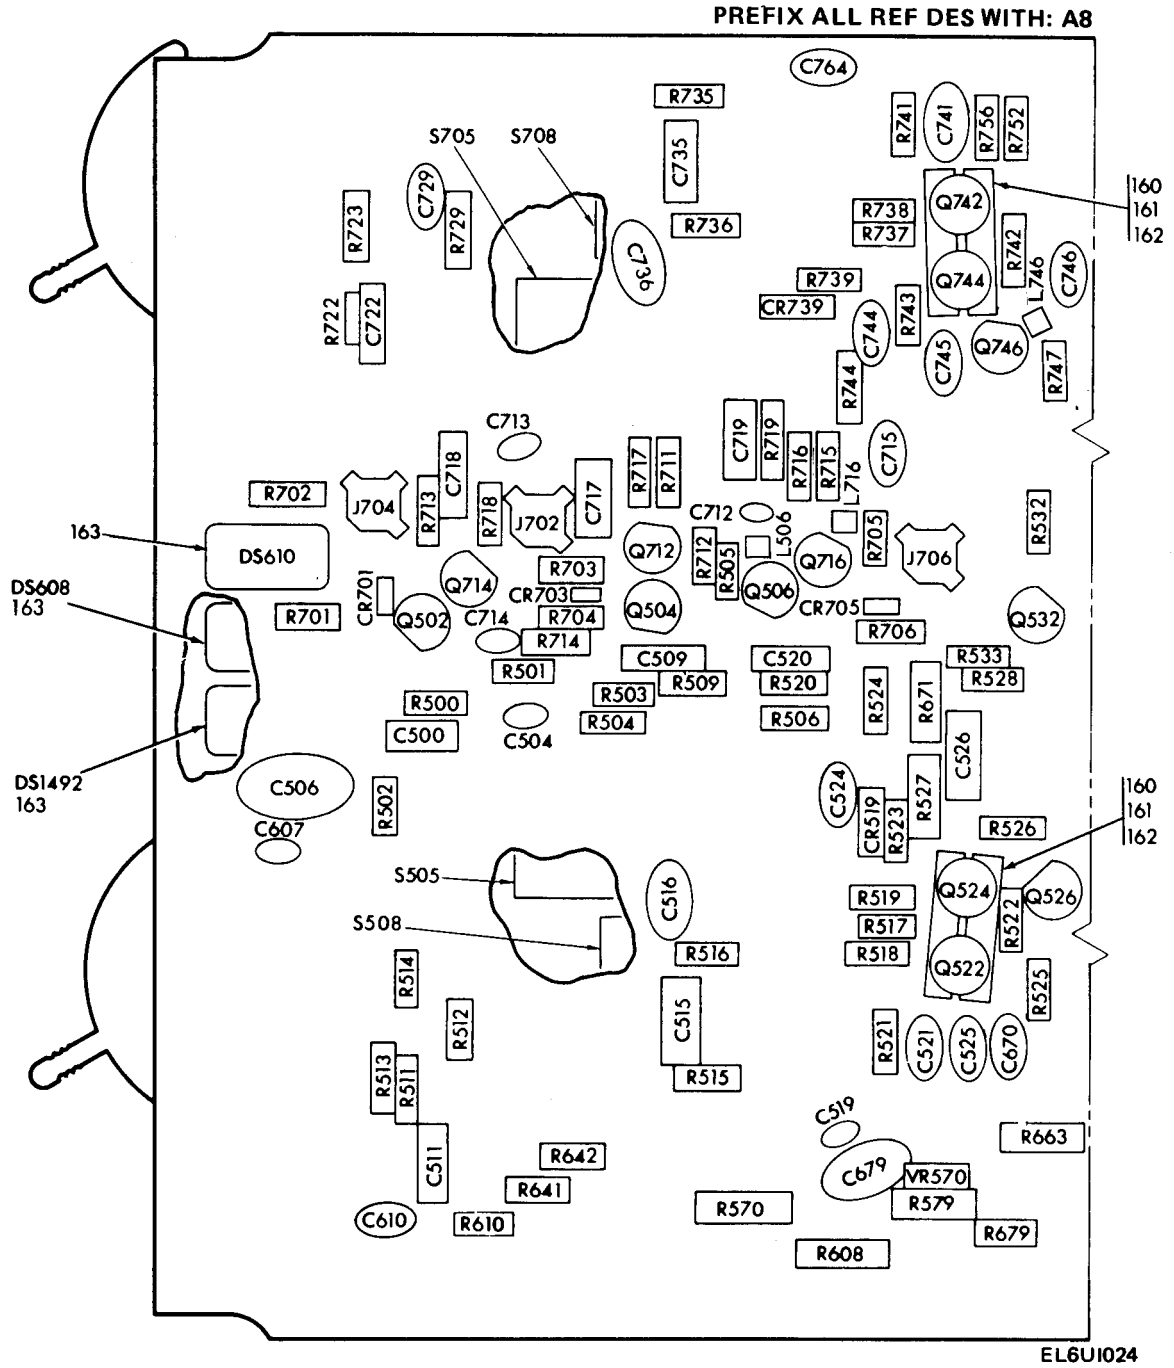 PREFIX ALL REF DES WITH: A8
C764
R735
R741
C741
R756
R752
S705
S708
C735
C729
R723
R729
R736
C736
R738
R737
Q742
160
161
162
R742
L746
C746
Q744
R739
CR739
R743
C744
R722
C722
C745
Q746
R747
R744
C713
C719
R719
C718
R717
R711
R716
R715
C715
L716
R702
J704
R713
R718
J702
C717
C712
R532
163
DS610
Q712
R712
R505
L506
Q716
R705
J706
R703
Q714
CR701
CR703
Q506
DS608
163
R701
Q502
C714
R704
Q504
CR705
Q532
R714
R706
C509
C520
R533
R501
R509
R520
R528
R500
R503
R524
R671
C500
C504
R504
R506
C526
DS1492
163
C506
R502
C524
R527
160
161
162
C607
CR519
R523
R526
S505
C516
R519
Q524
R522
Q526
S508
R517
R516
R518
Q522
R514
R525
R512
C515
R521
C521
C525
C670
R513
R511
R515
C519
R663
C511
R642
C679
VR570
R641
R570
R579
C610
R610
R679
R608
EL6UI024